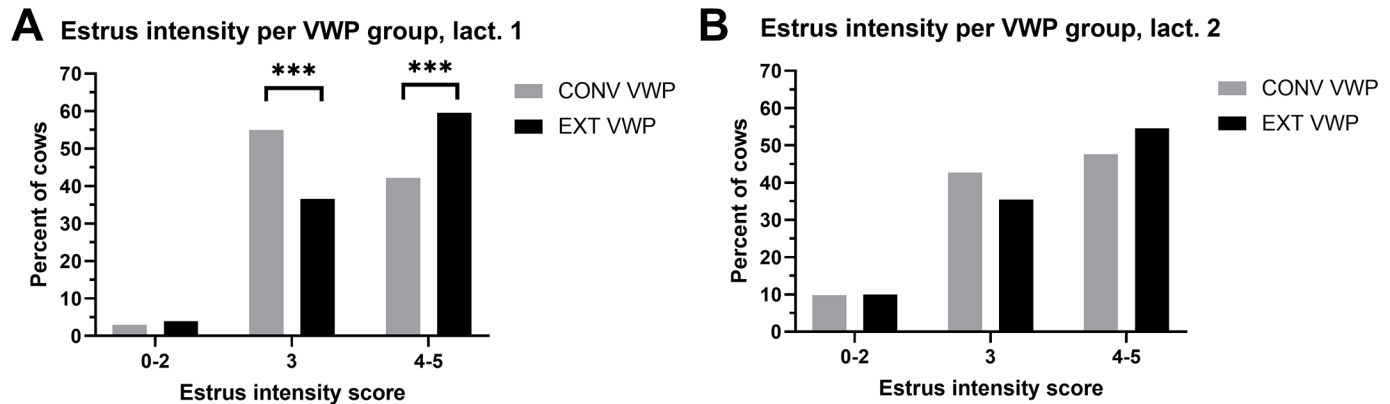 A Estrus intensity per VWP group, lact. 1
70
60
50
40
30
20
10
0
Percent of cows
*** ***
CONV VWP
EXT VWP
0-2 3 4-5
Estrus intensity score
B Estrus intensity per VWP group, lact. 2
70
60
50
40
30
20
10
0
Percent of cows
CONV VWP
EXT VWP
0-2 3 4-5
Estrus intensity score